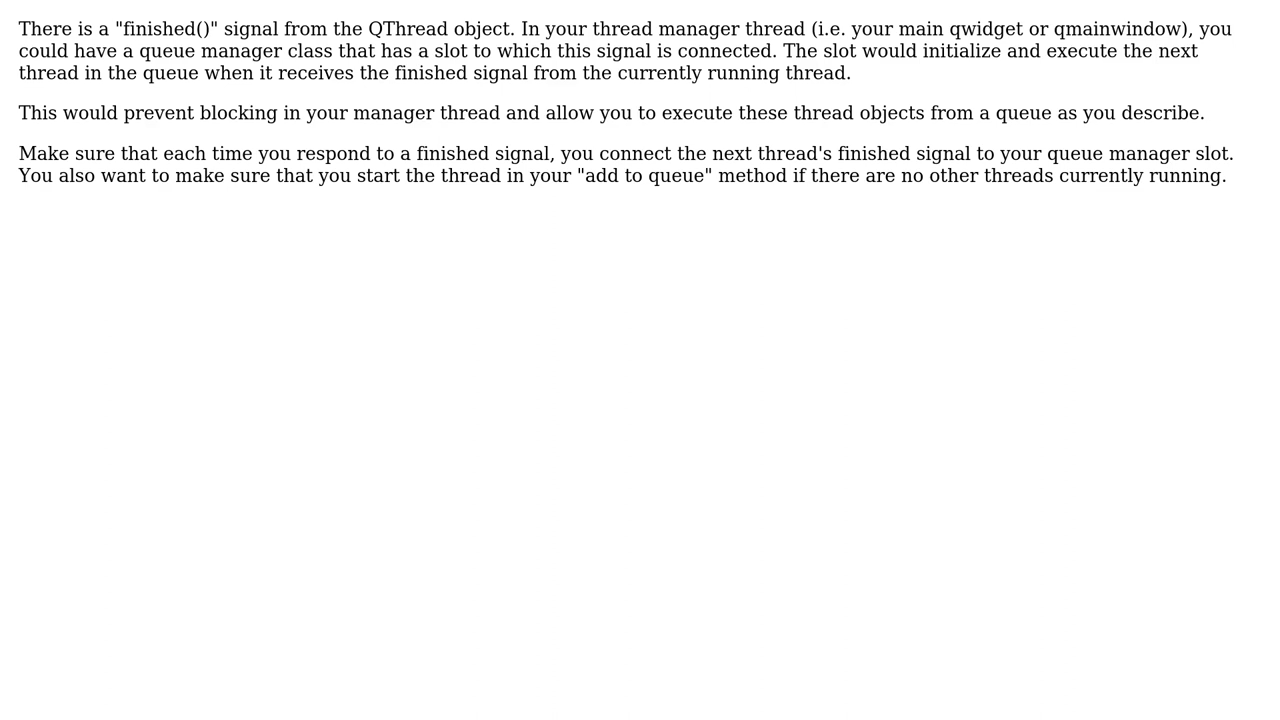 There is a "finished()" signal from the QThread object. In your thread manager thread (i.e. your main qwidget or qmainwindow), you
could have a queue manager class that has a slot to which this signal is connected. The slot would initialize and execute the next
thread in the queue when it receives the finished signal from the currently running thread.
This would prevent blocking in your manager thread and allow you to execute these thread objects from a queue as you describe.
Make sure that each time you respond to a finished signal, you connect the next thread's finished signal to your queue manager slot.
You also want to make sure that you start the thread in your "add to queue" method if there are no other threads currently running.